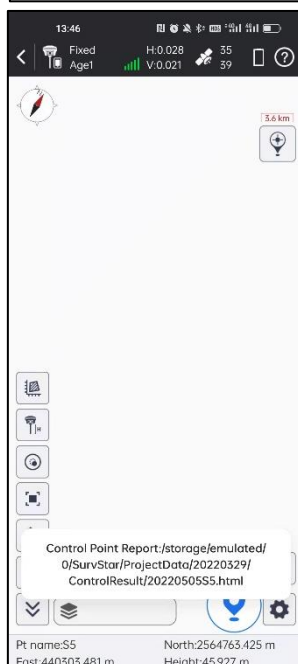 13:46
Fixed H:0.028 35
Age1 V:0.021 39
3.6 km
Control Point Report:/storage/emulated/
0/SurvStar/ProjectData/20220329/
ControlResult/20220505S5.html
Pt name:S5 North:2564763.425 m
East:440303.481 m Height:45.927 m